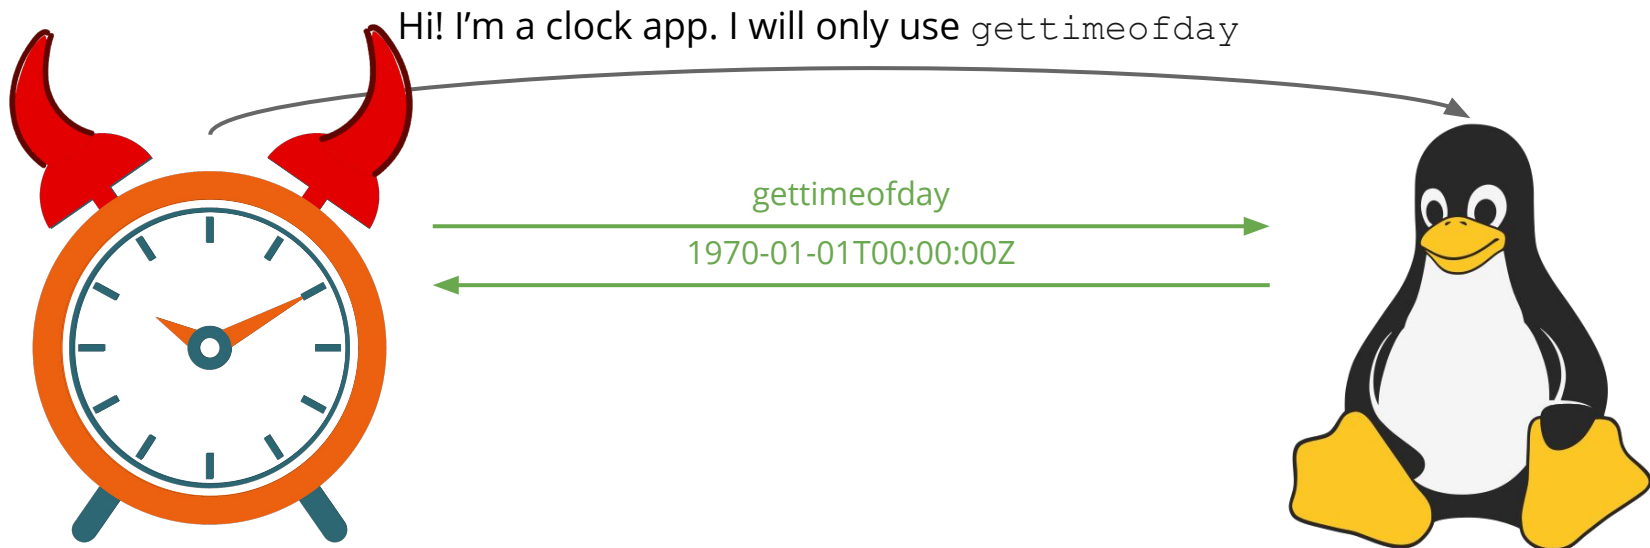 Hi! I’m a clock app. I will only use gettimeofday
gettimeofday
1970-01-01T00:00:00Z